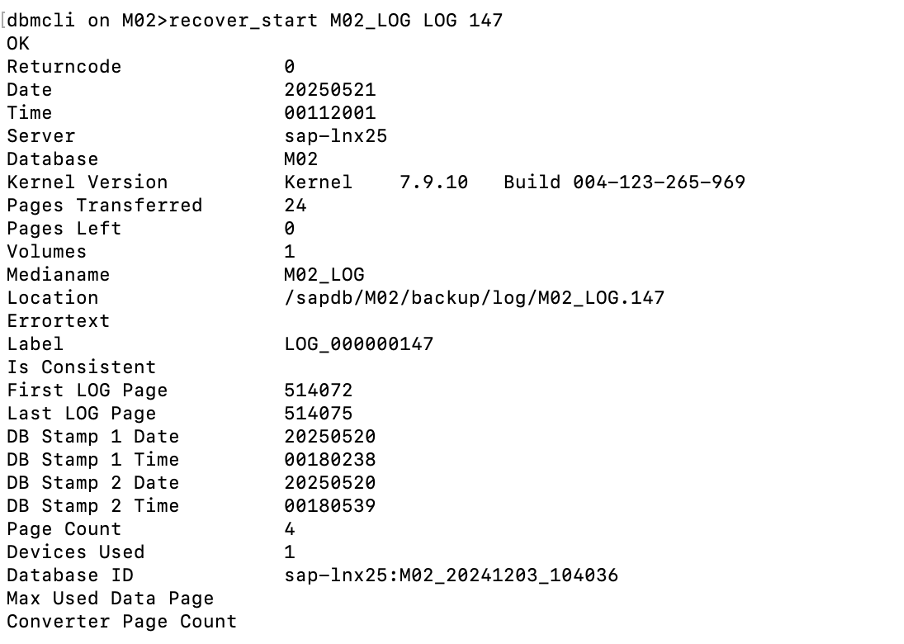 [dbmcli on M02>recover_start M02_LOG LOG 147
OK
Returncode 0
Date 20250521
Time 00112001
Server sap-lnx25
Database M02
Kernel Version Kernel 7.9.10 Build 004-123-265-969
Pages Transferred 24
Pages Left 0
Volumes 1
Medianame M02_LOG
Location /sapdb/M02/backup/log/M02_LOG.147
Errortext
Label LOG_000000147
Is Consistent
First LOG Page 514072
Last LOG Page 514075
DB Stamp 1 Date 20250520
DB Stamp 1 Time 00180238
DB Stamp 2 Date 20250520
DB Stamp 2 Time 00180539
Page Count 4
Devices Used 1
Database ID sap-lnx25:M02_20241203_104036
Max Used Data Page
Converter Page Count